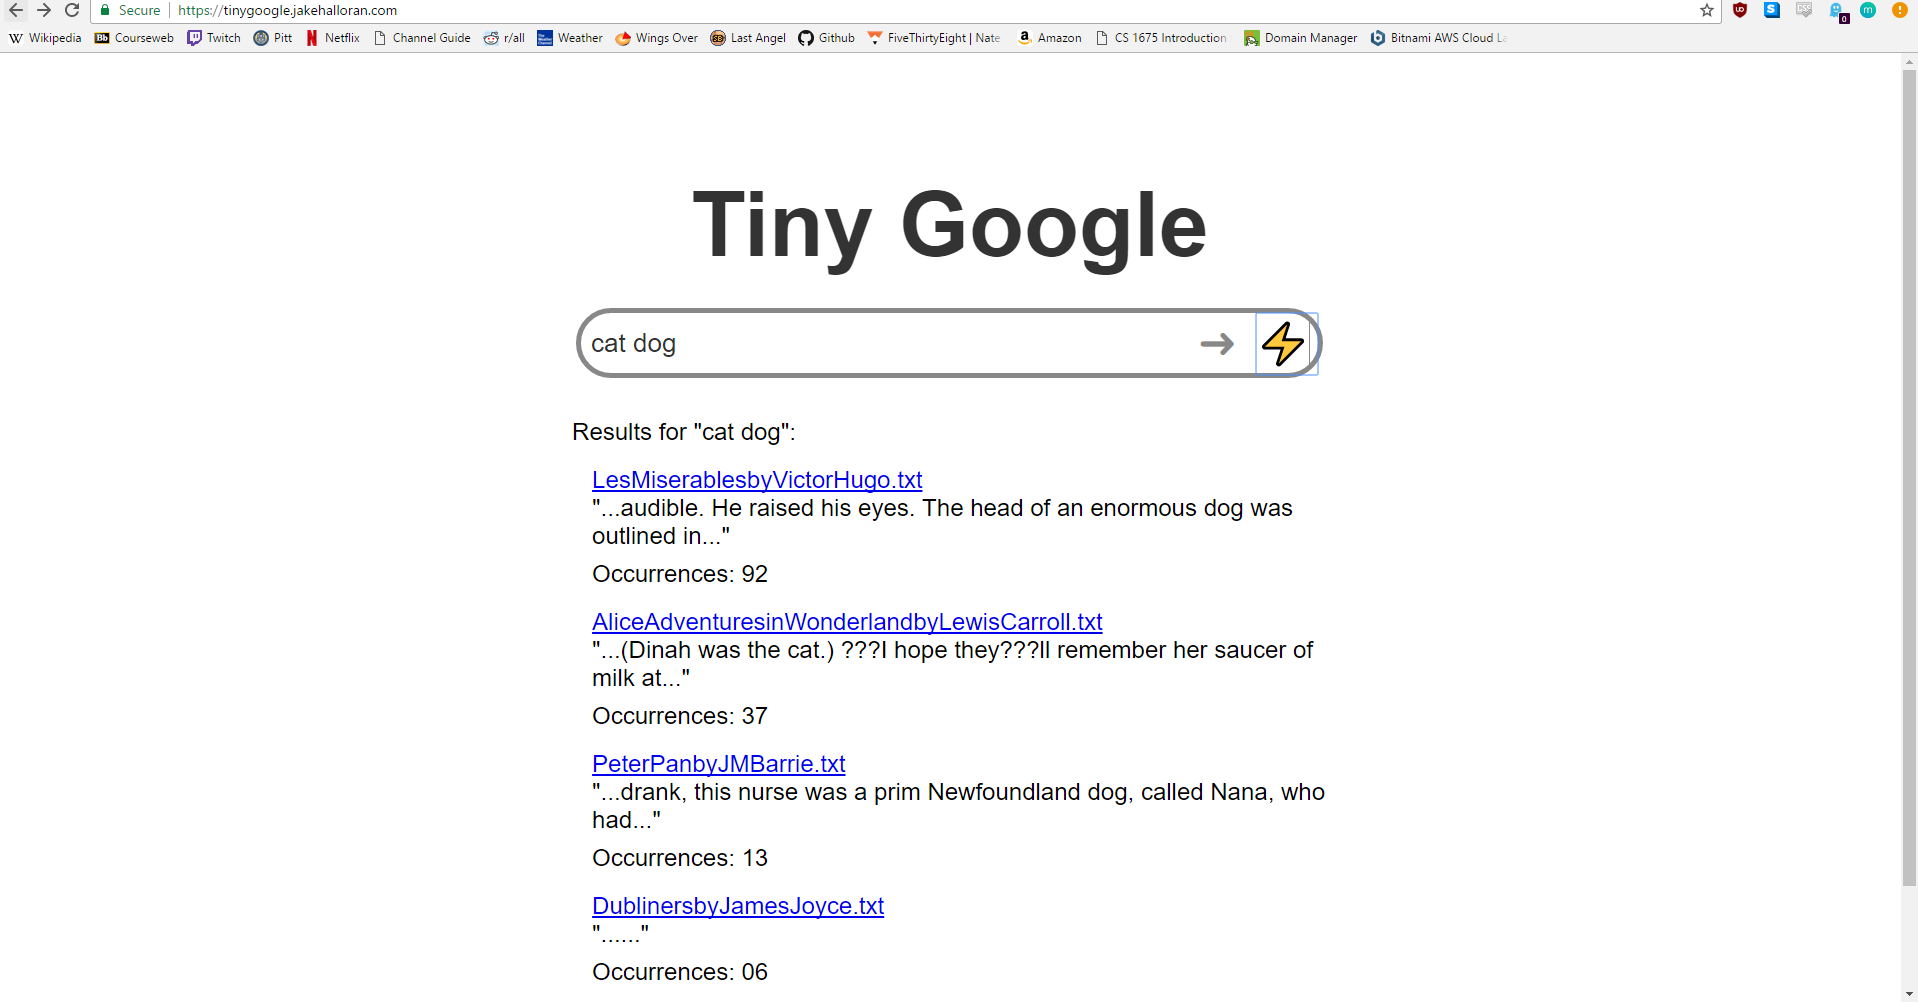 Secure https://tinygoogle.jakehalloran.com
Wikipedia Courseweb Twitch Pitt Netflix Channel Guide r/all Weather Wings Over Last Angel Github FiveThirtyEight | Nate Amazon CS 1675 Introduction Domain Manager Bitnami AWS Cloud
Tiny Google
cat dog
Results for "cat dog":
LesMiserablesbyVictorHugo.txt
"...audible. He raised his eyes. The head of an enormous dog was
outlined in..."
Occurrences: 92
AliceAdventuresinWonderlandbyLewisCarroll.txt
"...(Dinah was the cat.) ???I hope they???ll remember her saucer of
milk at..."
Occurrences: 37
PeterPanbyJMBarrie.txt
"...drank, this nurse was a prim Newfoundland dog, called Nana, who
had..."
Occurrences: 13
DublinersbyJamesJoyce.txt
"......"
Occurrences: 06